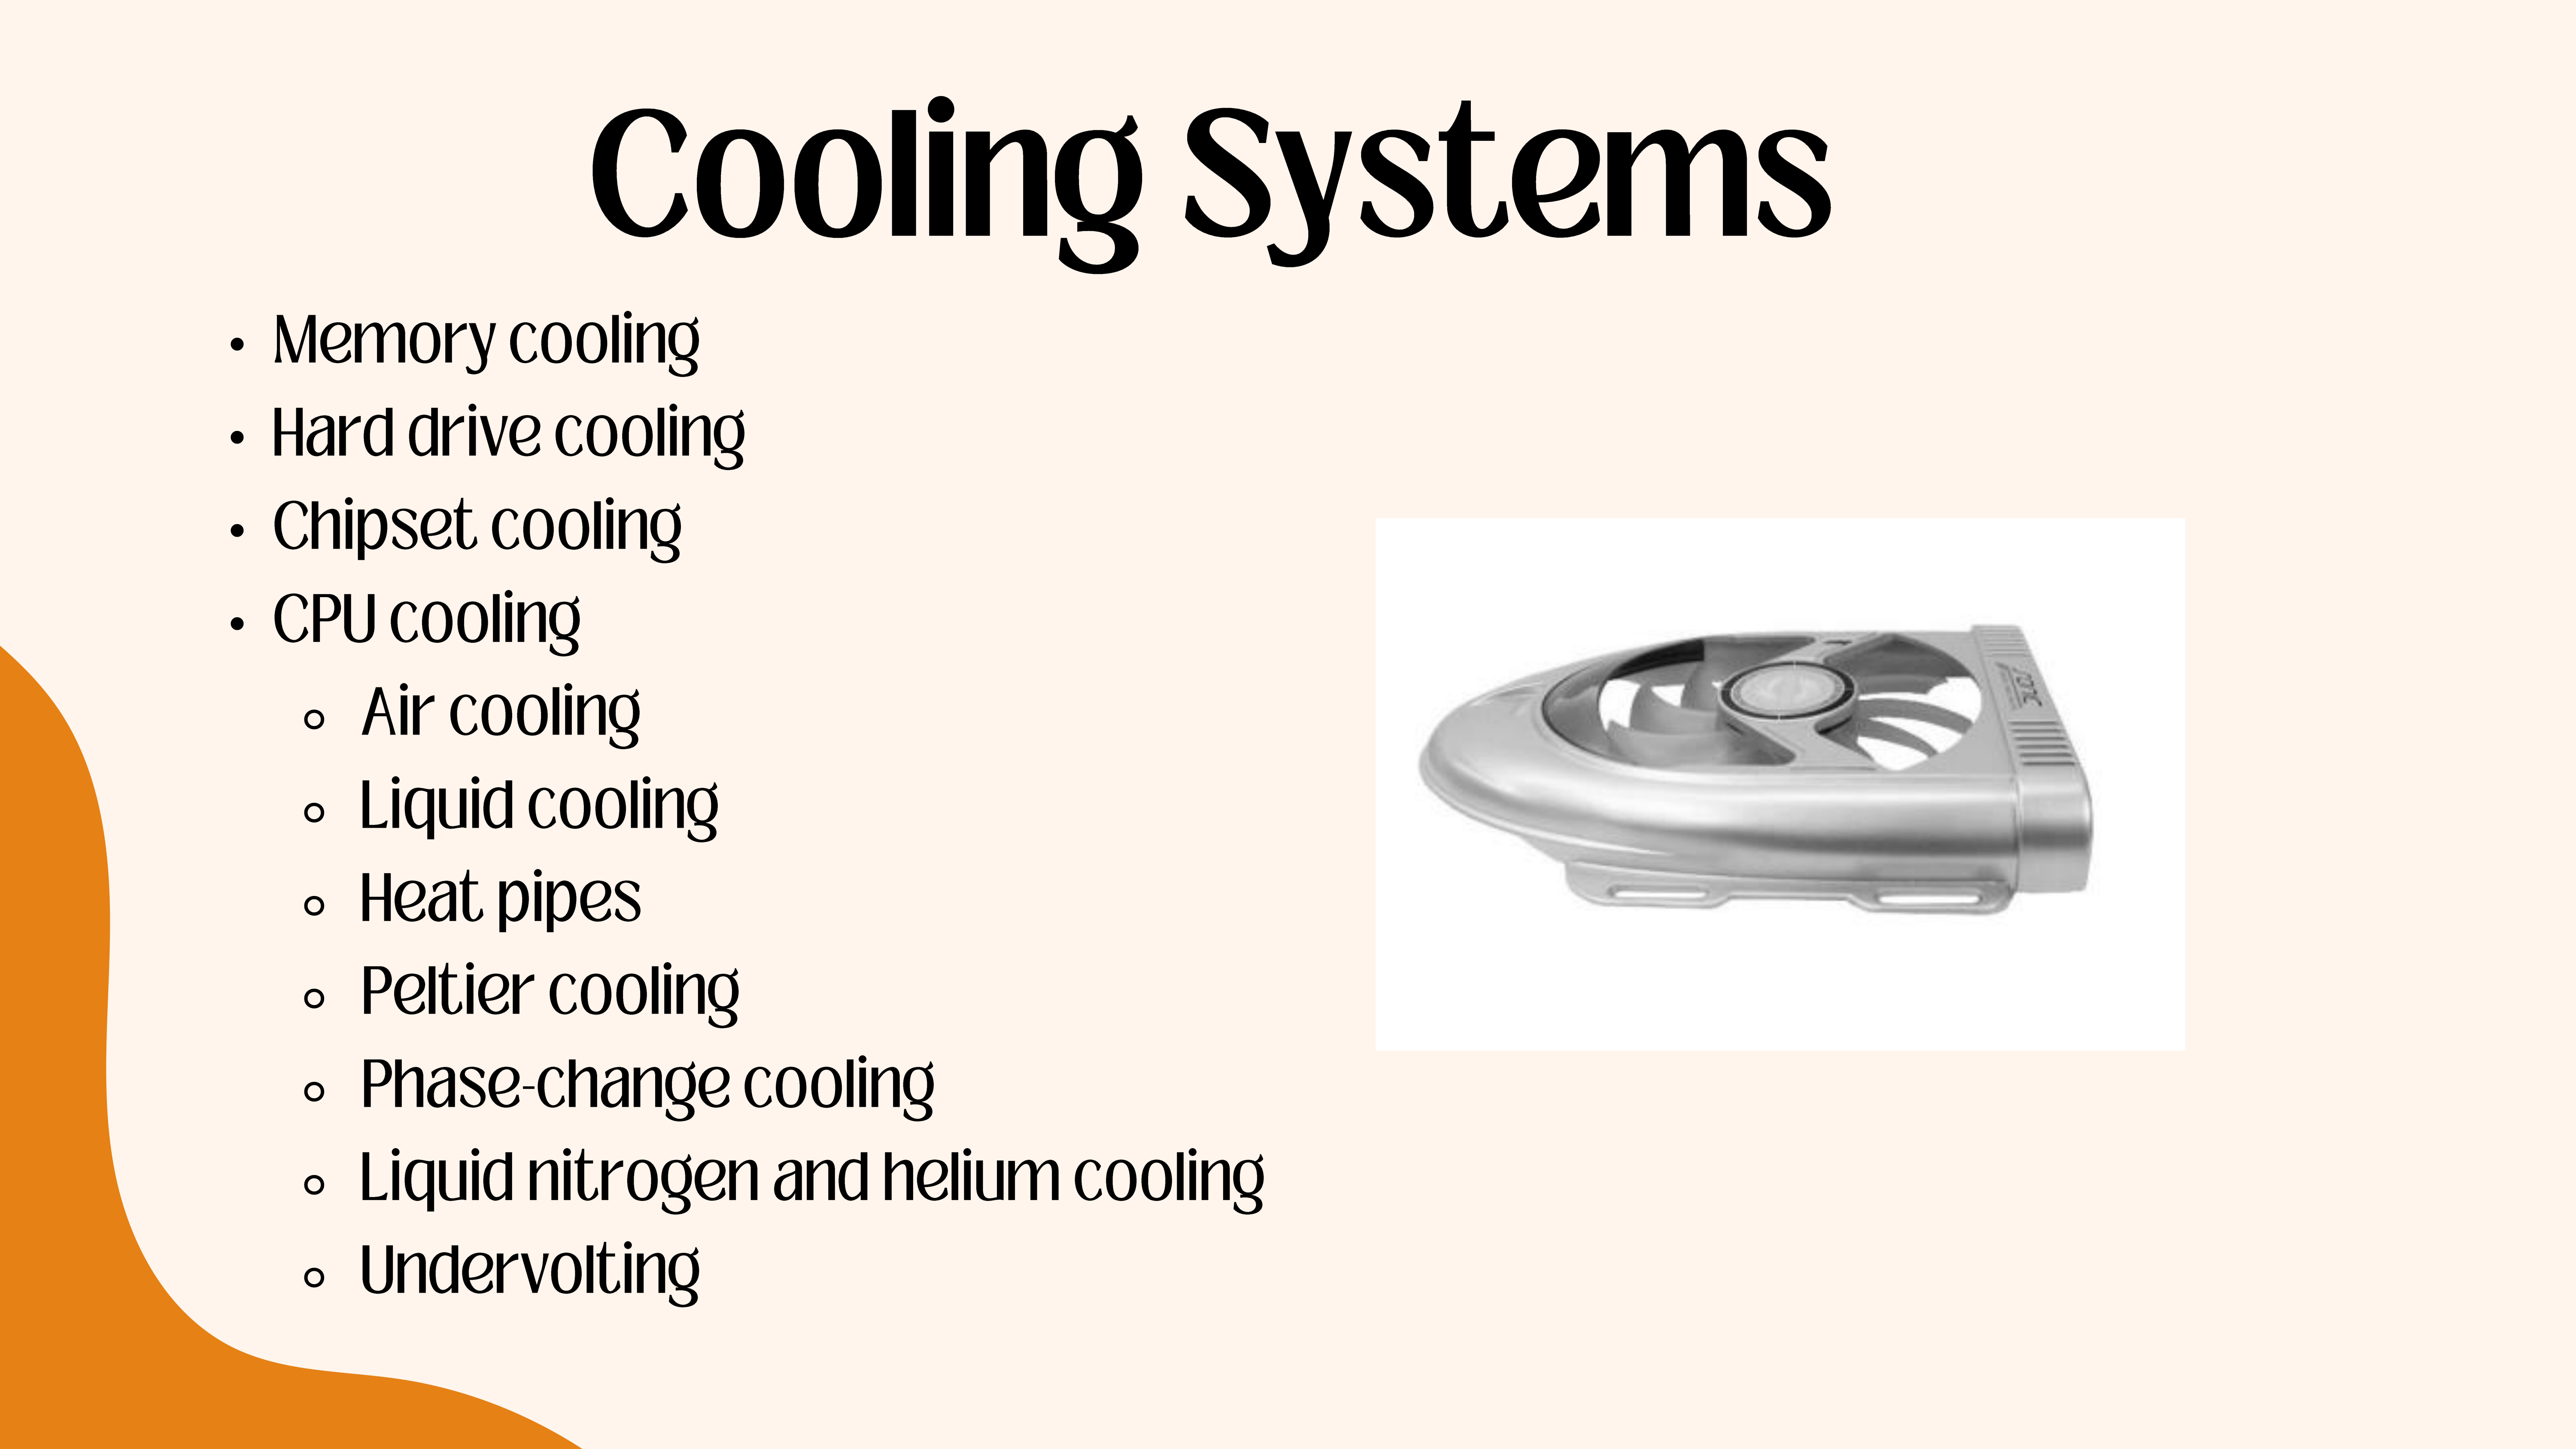 Cooling Systems
• Memory cooling
• Hard drive cooling
• Chipset cooling
• CPU cooling
◦ Air cooling
◦ Liquid cooling
◦ Heat pipes
◦ Peltier cooling
◦ Phase-change cooling
◦ Liquid nitrogen and helium cooling
◦ Undervolting